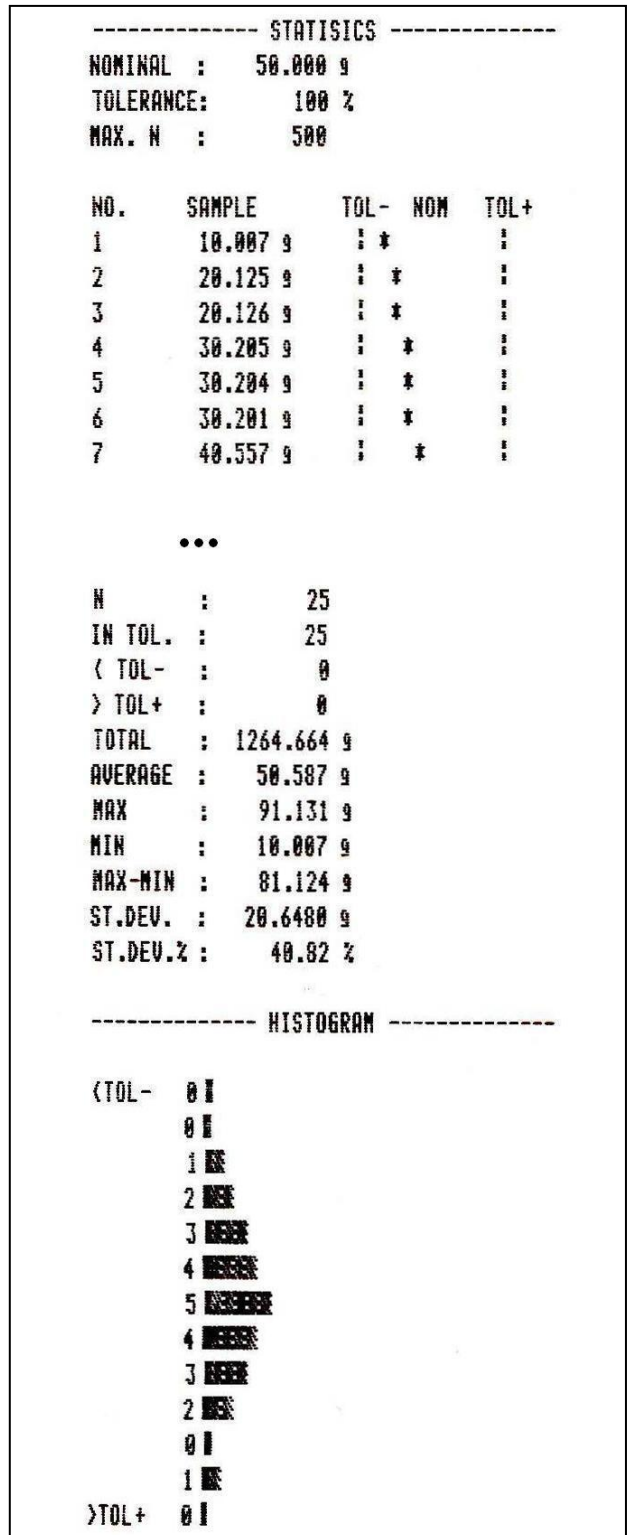 -------------- STATISICS --------------
NOMINAL : 50.000 g
TOLERANCE: 100 %
MAX. N : 500
NO. SAMPLE TOL- NOM TOL+
1 10.007 g ¦ * ¦
2 20.125 g ¦ * ¦
3 20.126 g ¦ * ¦
4 30.205 g ¦ * ¦
5 30.204 g ¦ * ¦
6 30.201 g ¦ * ¦
7 40.557 g ¦ * ¦
...
N : 25
IN TOL. : 25
< TOL- : 0
> TOL+ : 0
TOTAL : 1264.664 g
AVERAGE : 50.587 g
MAX : 91.131 g
MIN : 10.007 g
MAX-MIN : 81.124 g
ST.DEV. : 20.6480 g
ST.DEV.% : 40.82 %
-------------- HISTOGRAM --------------
<TOL- 0
0
1
2
3
4
5
4
3
2
0
1
>TOL+ 0